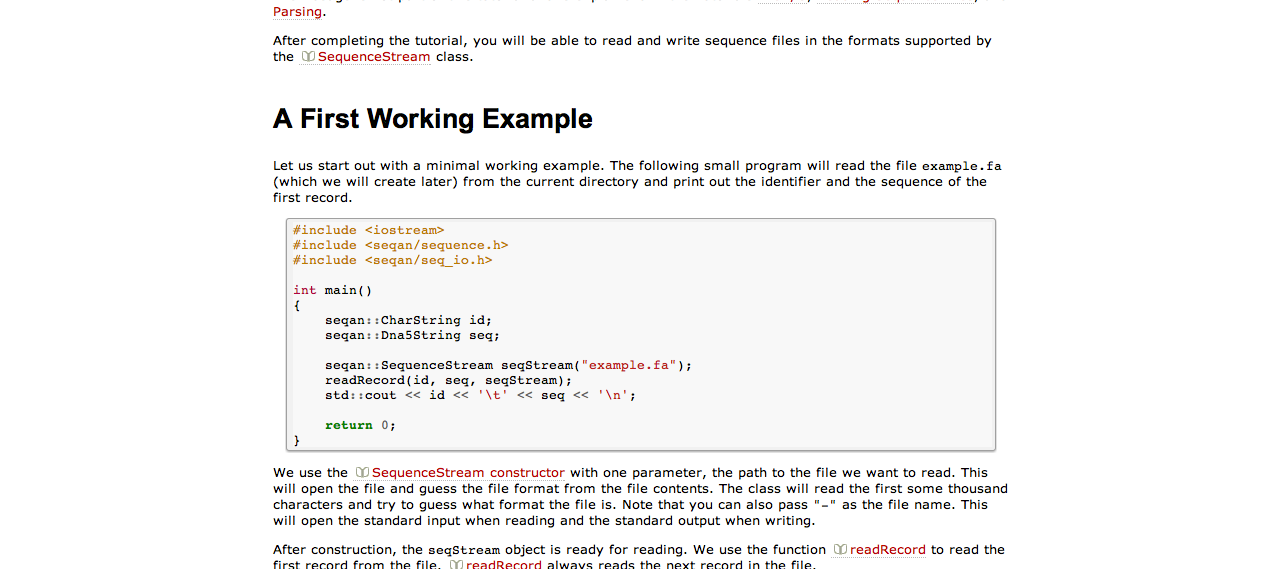 Parsing.
After completing the tutorial, you will be able to read and write sequence files in the formats supported by
the SequenceStream class.
A First Working Example
Let us start out with a minimal working example. The following small program will read the file example.fa
(which we will create later) from the current directory and print out the identifier and the sequence of the
first record.
#include <iostream>
#include <seqan/sequence.h>
#include <seqan/seq_io.h>
int main()
{
    seqan::CharString id;
    seqan::Dna5String seq;
    seqan::SequenceStream seqStream("example.fa");
    readRecord(id, seq, seqStream);
    std::cout << id << '\t' << seq << '\n';
    return 0;
}
We use the SequenceStream constructor with one parameter, the path to the file we want to read. This
will open the file and guess the file format from the file contents. The class will read the first some thousand
characters and try to guess what format the file is. Note that you can also pass "-" as the file name. This
will open the standard input when reading and the standard output when writing.
After construction, the seqStream object is ready for reading. We use the function readRecord to read the
first record from the file. readRecord always reads the next record in the file.